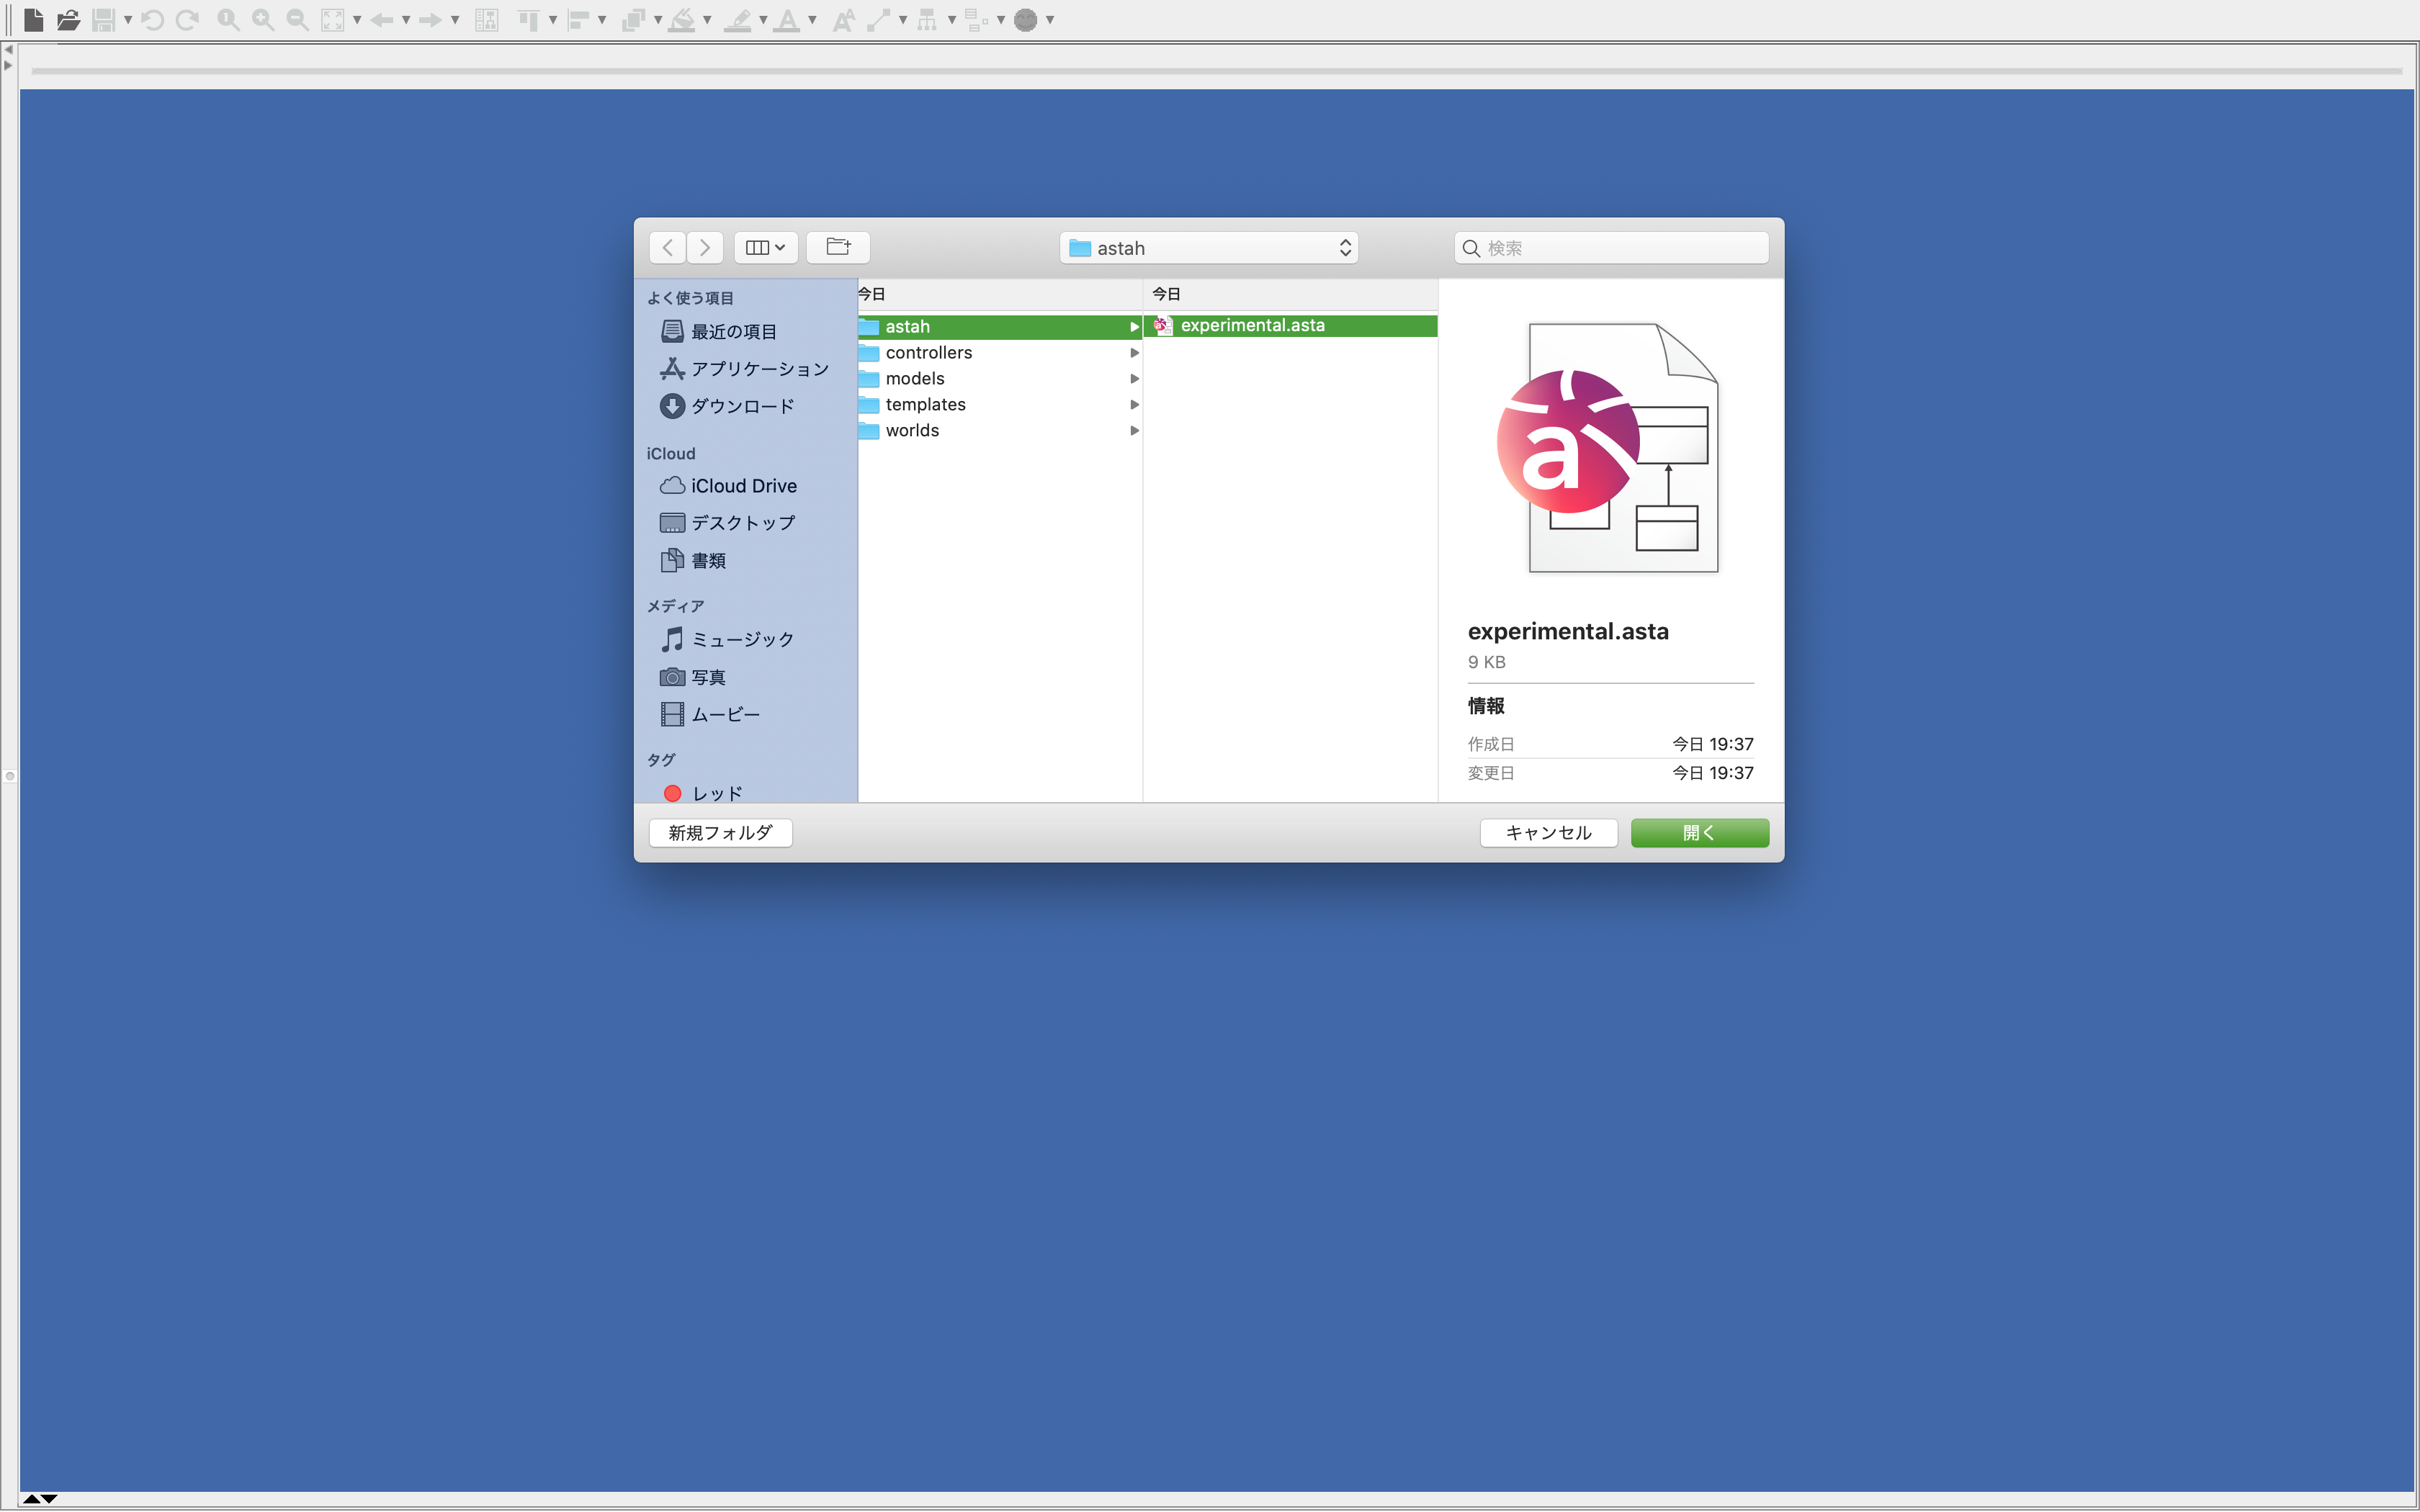 astah
検索
よく使う項目
最近の項目
アプリケーション
ダウンロード
iCloud
iCloud Drive
デスクトップ
書類
メディア
ミュージック
写真
ムービー
タグ
レッド
今日
astah
controllers
models
templates
worlds
今日
experimental.asta
a
experimental.asta
9 KB
情報
作成日 今日 19:37
変更日 今日 19:37
新規フォルダ
キャンセル
開く